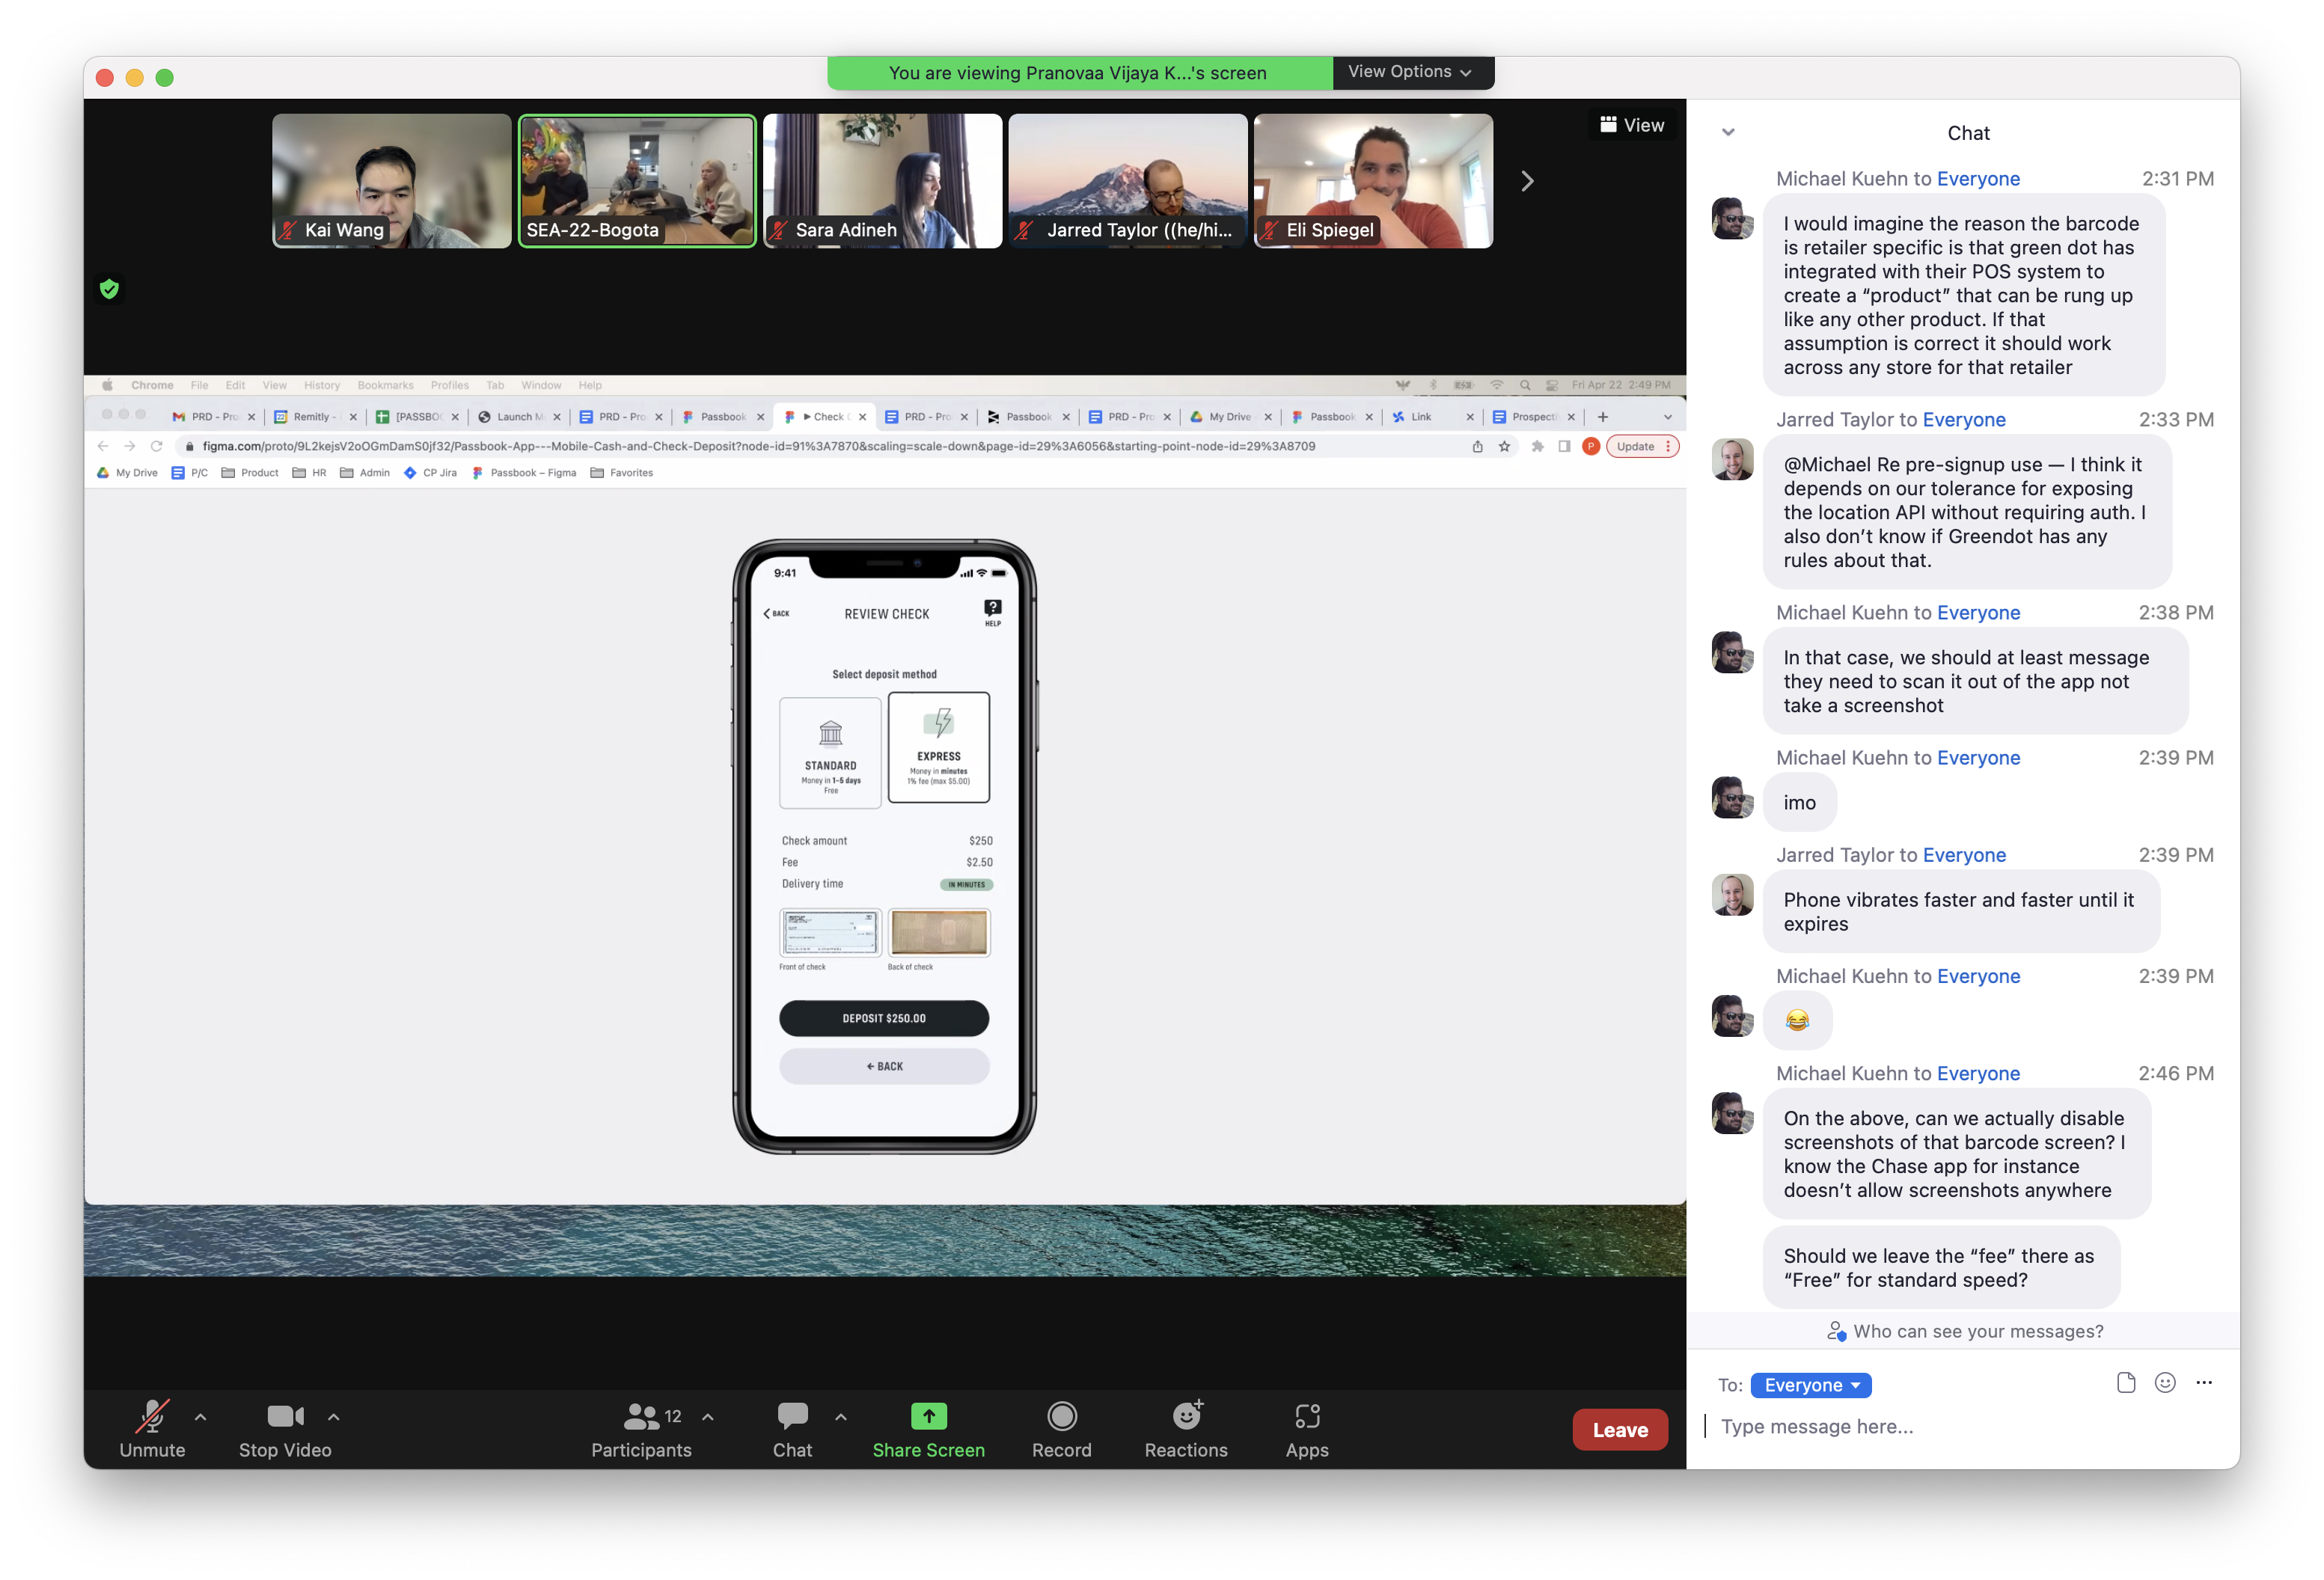 You are viewing Pranovaa Vijaya K...'s screen
View Options
View
Kai Wang
SEA-22-Bogota
Sara Adineh
Jarred Taylor ((he/hi...
Eli Spiegel
Chrome File Edit View History Bookmarks Profiles Tab Window Help
Fri Apr 22 2:49 PM
PRD - Pro
Remitly -
[PASSBOC
Launch M
PRD - Pro
Passbook
Check
PRD - Pro
Passbook
PRD - Pro
My Drive
Passbook
Link
Prospecti
figma.com/proto/9L2kejsV2oOGmDamS0jf32/Passbook-App---Mobile-Cash-and-Check-Deposit?node-id=91%3A7870&scaling=scale-down&page-id=29%3A6056&starting-point-node-id=29%3A8709
P
Update
My Drive
P/C
Product
HR
Admin
CP Jira
Passbook – Figma
Favorites
9:41
BACK
REVIEW CHECK
?
HELP
Select deposit method
STANDARD
Money in 1-5 days
Free
EXPRESS
Money in minutes
1% fee (max $5.00)
Check amount $250
Fee $2.50
Delivery time IN MINUTES
Front of check
Back of check
DEPOSIT $250.00
← BACK
Unmute
Stop Video
12
Participants
Chat
Share Screen
Record
Reactions
Apps
Leave
Chat
Michael Kuehn to Everyone 2:31 PM
I would imagine the reason the barcode
is retailer specific is that green dot has
integrated with their POS system to
create a “product” that can be rung up
like any other product. If that
assumption is correct it should work
across any store for that retailer
Jarred Taylor to Everyone 2:33 PM
@Michael Re pre-signup use — I think it
depends on our tolerance for exposing
the location API without requiring auth. I
also don’t know if Greendot has any
rules about that.
Michael Kuehn to Everyone 2:38 PM
In that case, we should at least message
they need to scan it out of the app not
take a screenshot
Michael Kuehn to Everyone 2:39 PM
imo
Jarred Taylor to Everyone 2:39 PM
Phone vibrates faster and faster until it
expires
Michael Kuehn to Everyone 2:39 PM
😂
Michael Kuehn to Everyone 2:46 PM
On the above, can we actually disable
screenshots of that barcode screen? I
know the Chase app for instance
doesn’t allow screenshots anywhere
Should we leave the “fee” there as
“Free” for standard speed?
Who can see your messages?
To: Everyone
Type message here...